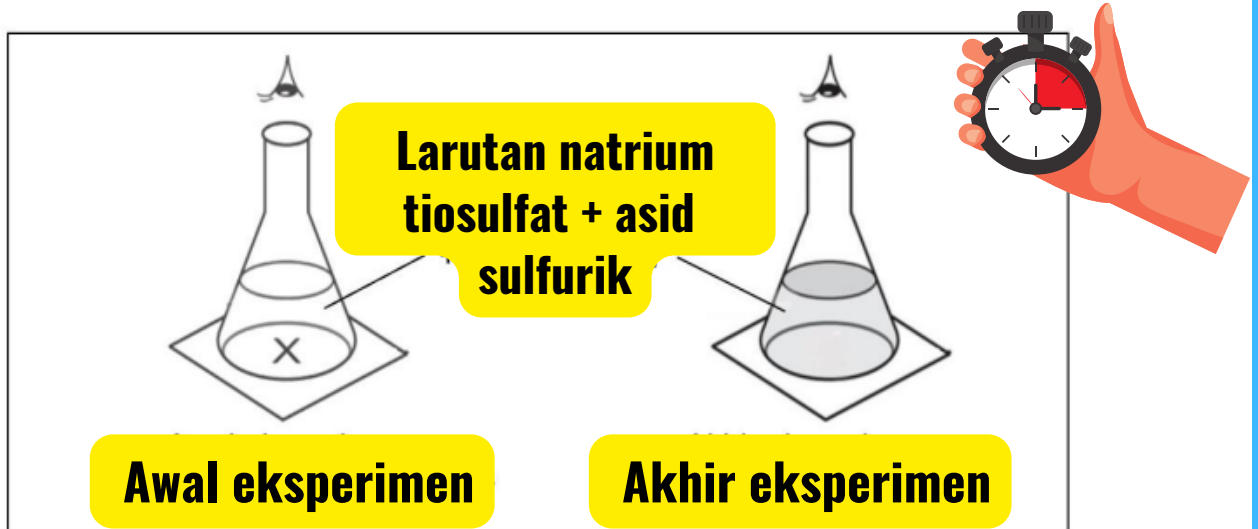 Larutan natrium
tiosulfat + asid
sulfurik
X
Awal eksperimen
Akhir eksperimen